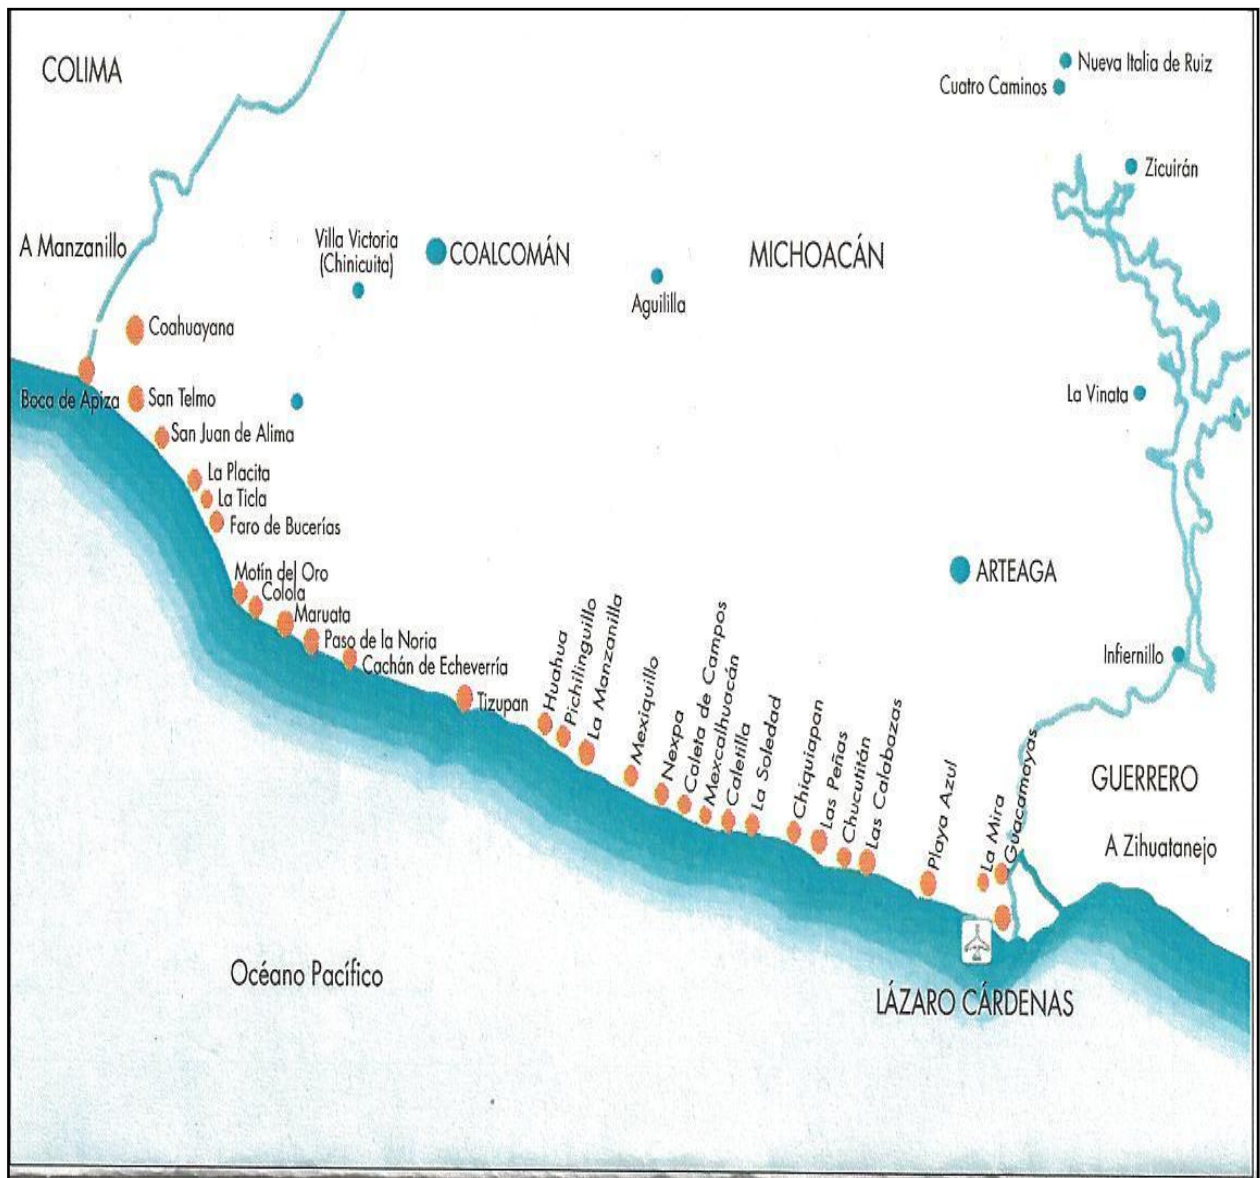 COLIMA
Nueva Italia de Ruiz
Cuatro Caminos
Zicuirán
A Manzanillo
Villa Victoria
(Chinicuita)
COALCOMÁN
MICHOACÁN
Aguililla
Coahuayana
Boca de Apiza
San Telmo
La Vinata
San Juan de Alima
La Placita
La Ticla
Faro de Bucerías
Motín del Oro
Colola
ARTEAGA
Maruata
Paso de la Noria
Cachán de Echeverría
Infiernillo
Tizupan
Huahua
Pichilinguillo
La Manzanilla
Mexiquillo
Nexpa
Caleta de Campos
Mexcalhuacán
Caletilla
La Soledad
Chiquiapan
Las Peñas
Chucutitán
Las Calabazas
Playa Azul
La Mira
Guacamayas
GUERRERO
A Zihuatanejo
Océano Pacífico
LÁZARO CÁRDENAS